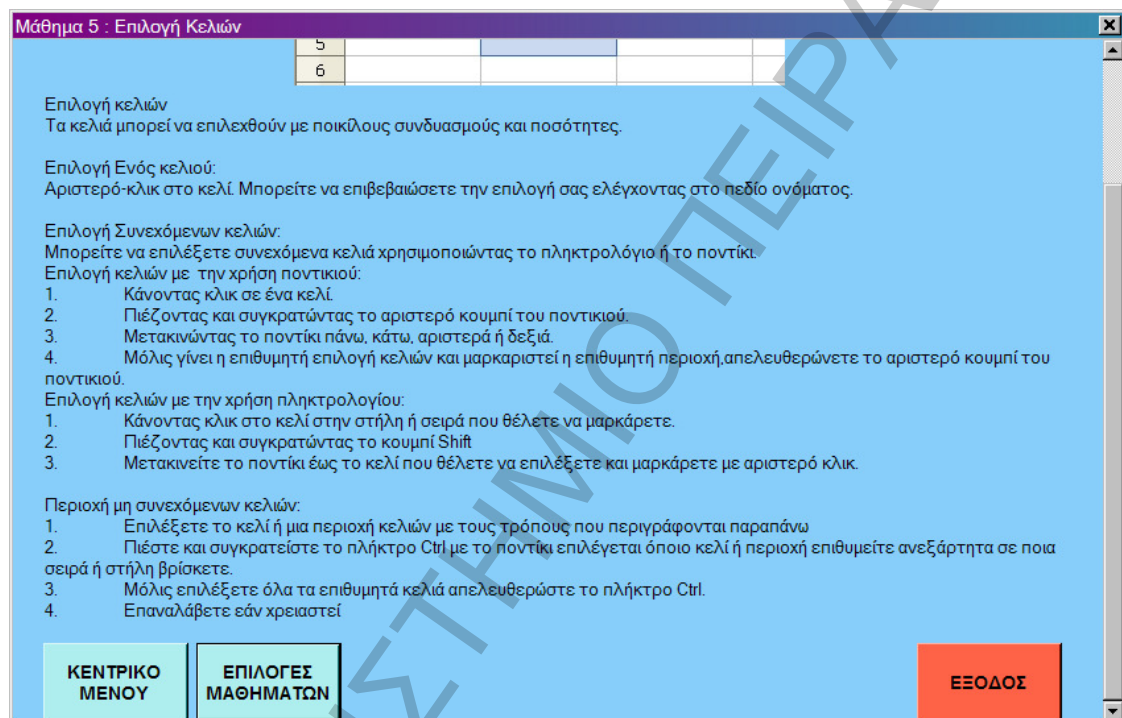 Μάθημα 5 : Επιλογή Κελιών
5
6
Επιλογή κελιών
Τα κελιά μπορεί να επιλεχθούν με ποικίλους συνδυασμούς και ποσότητες.
Επιλογή Ενός κελιού:
Αριστερό-κλικ στο κελί. Μπορείτε να επιβεβαιώσετε την επιλογή σας ελέγχοντας στο πεδίο ονόματος.
Επιλογή Συνεχόμενων κελιών:
Μπορείτε να επιλέξετε συνεχόμενα κελιά χρησιμοποιώντας το πληκτρολόγιο ή το ποντίκι.
Επιλογή κελιών με την χρήση ποντικιού:
1. Κάνοντας κλικ σε ένα κελί.
2. Πιέζοντας και συγκρατώντας το αριστερό κουμπί του ποντικιού.
3. Μετακινώντας το ποντίκι πάνω, κάτω, αριστερά ή δεξιά.
4. Μόλις γίνει η επιθυμητή επιλογή κελιών και μαρκαριστεί η επιθυμητή περιοχή,απελευθερώνετε το αριστερό κουμπί του
ποντικιού.
Επιλογή κελιών με την χρήση πληκτρολογίου:
1. Κάνοντας κλικ στο κελί στην στήλη ή σειρά που θέλετε να μαρκάρετε.
2. Πιέζοντας και συγκρατώντας το κουμπί Shift
3. Μετακινείτε το ποντίκι έως το κελί που θέλετε να επιλέξετε και μαρκάρετε με αριστερό κλικ.
Περιοχή μη συνεχόμενων κελιών:
1. Επιλέξετε το κελί ή μια περιοχή κελιών με τους τρόπους που περιγράφονται παραπάνω
2. Πιέστε και συγκρατείστε το πλήκτρο Ctrl με το ποντίκι επιλέγεται όποιο κελί ή περιοχή επιθυμείτε ανεξάρτητα σε ποια
σειρά ή στήλη βρίσκετε.
3. Μόλις επιλέξετε όλα τα επιθυμητά κελιά απελευθερώστε το πλήκτρο Ctrl.
4. Επαναλάβετε εάν χρειαστεί
ΚΕΝΤΡΙΚΟ
ΜΕΝΟΥ
ΕΠΙΛΟΓΕΣ
ΜΑΘΗΜΑΤΩΝ
ΕΞΟΔΟΣ